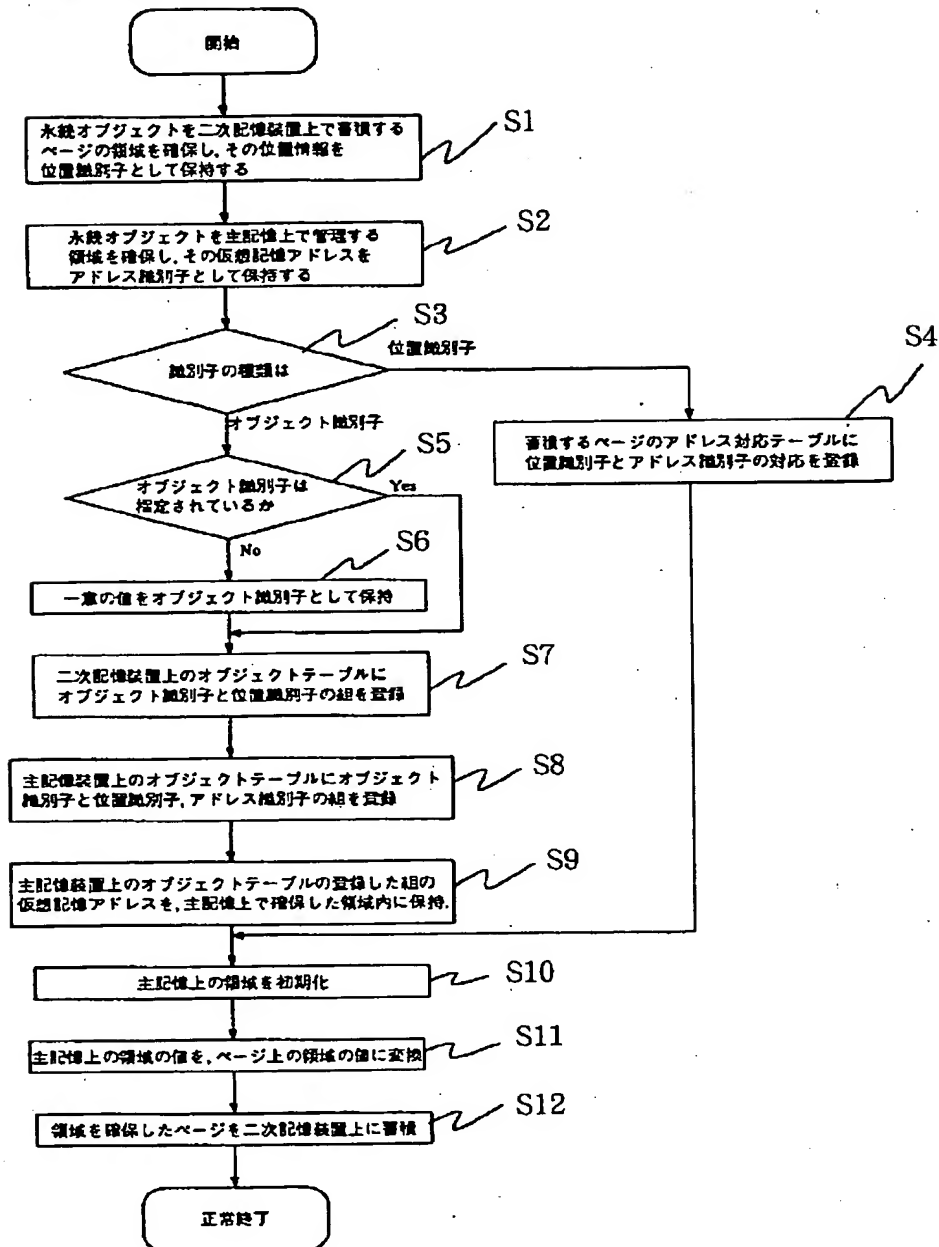 開始
永続オブジェクトを二次記憶装置上で蓄積する
ページの領域を確保し,その位置情報を
位置識別子として保持する
S1
永続オブジェクトを主記憶上で管理する
領域を確保し,その仮想記憶アドレスを
アドレス識別子として保持する
S2
S3
識別子の種類は
位置識別子
S4
蓄積するページのアドレス対応テーブルに
位置識別子とアドレス識別子の対応を登録
オブジェクト識別子
S5
オブジェクト識別子は
指定されているか
Yes
No
S6
一意の値をオブジェクト識別子として保持
S7
二次記憶装置上のオブジェクトテーブルに
オブジェクト識別子と位置識別子の組を登録
S8
主記憶装置上のオブジェクトテーブルにオブジェクト
識別子と位置識別子,アドレス識別子の組を登録
S9
主記憶装置上のオブジェクトテーブルの登録した組の
仮想記憶アドレスを,主記憶上で確保した領域内に保持.
主記憶上の領域を初期化
S10
主記憶上の領域の値を,ページ上の領域の値に変換
S11
領域を確保したページを二次記憶装置上に蓄積
S12
正常終了